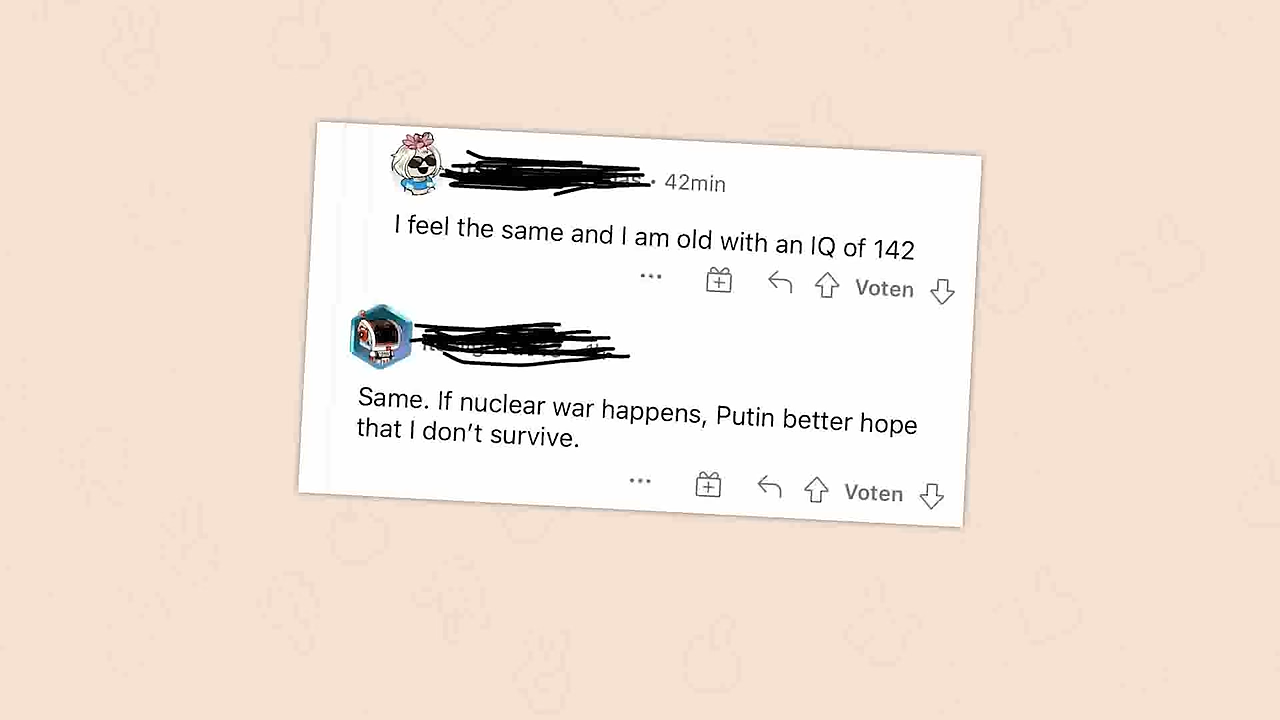 • 42min
I feel the same and I am old with an IQ of 142
Voten
Same. If nuclear war happens, Putin better hope
that I don’t survive.
Voten